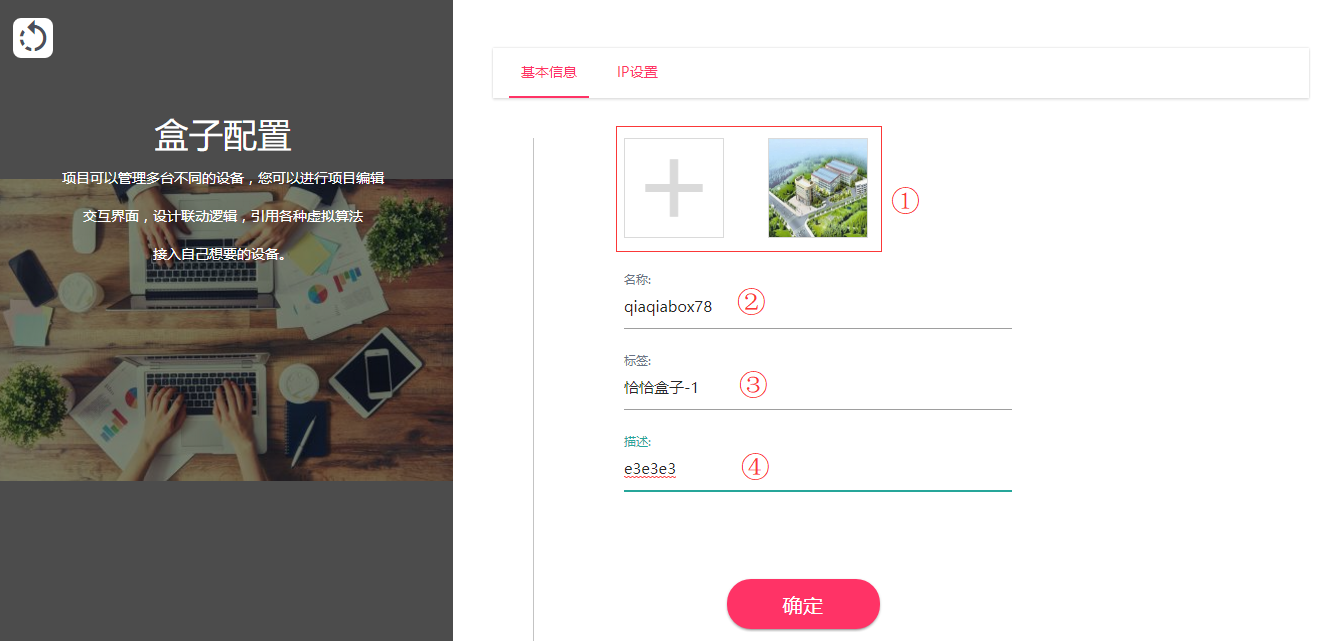 盒子配置
项目可以管理多台不同的设备，您可以进行项目编辑
交互界面，设计联动逻辑，引用各种虚拟算法
接入自己想要的设备。
基本信息 IP设置
①
名称:
qiaqiabox78 ②
标签:
恰恰盒子-1 ③
描述:
e3e3e3 ④
确定